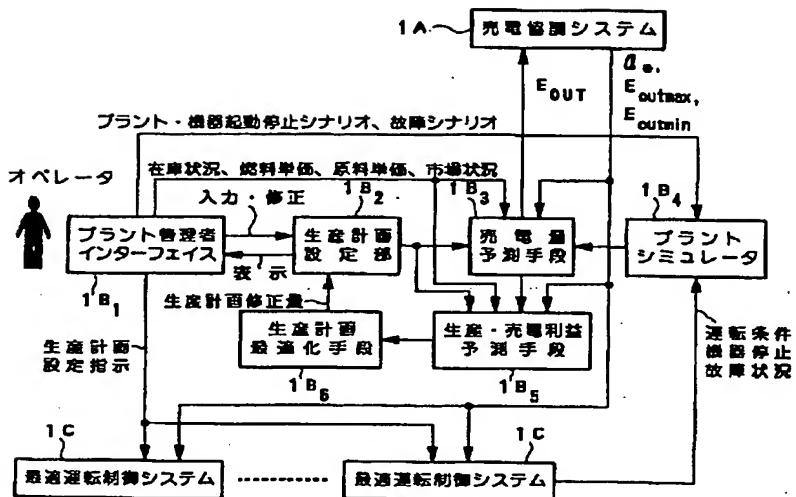 1A
売電協調システム
a e,
E outmax,
E outmin
E OUT
プラント・機器起動停止シナリオ、故障シナリオ
在庫状況、燃料単価、原料単価、市場状況
オペレータ
入力・修正
1B2
1B3
1B4
プラント管理者
インターフェイス
生産計画
設定部
売電量
予測手段
プラント
シミュレータ
表示
1B1
生産計画修正量
生産計画
設定指示
生産計画
最適化手段
生産・売電利益
予測手段
運転条件
機器停止
故障状況
1B6
1B5
1C
1C
最適運転制御システム
最適運転制御システム